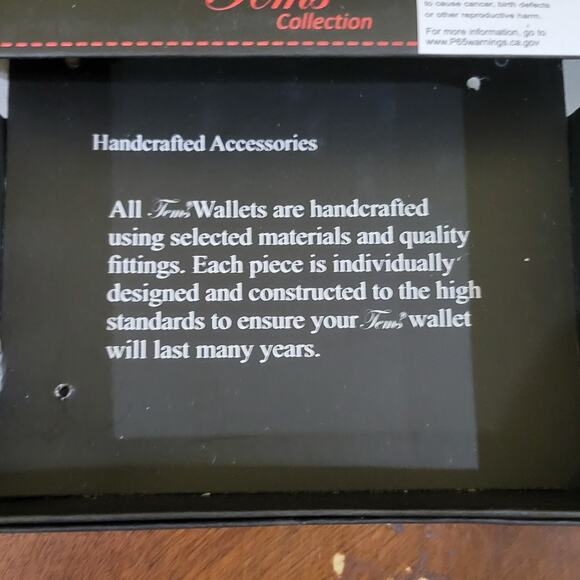 Collection
to cause cancer, birth defects
or other reproductive harm.
For more information, go to
www.P65warnings.ca.gov
Handcrafted Accessories
All Tems Wallets are handcrafted
using selected materials and quality
fittings. Each piece is individually
designed and constructed to the high
standards to ensure your Tems wallet
will last many years.